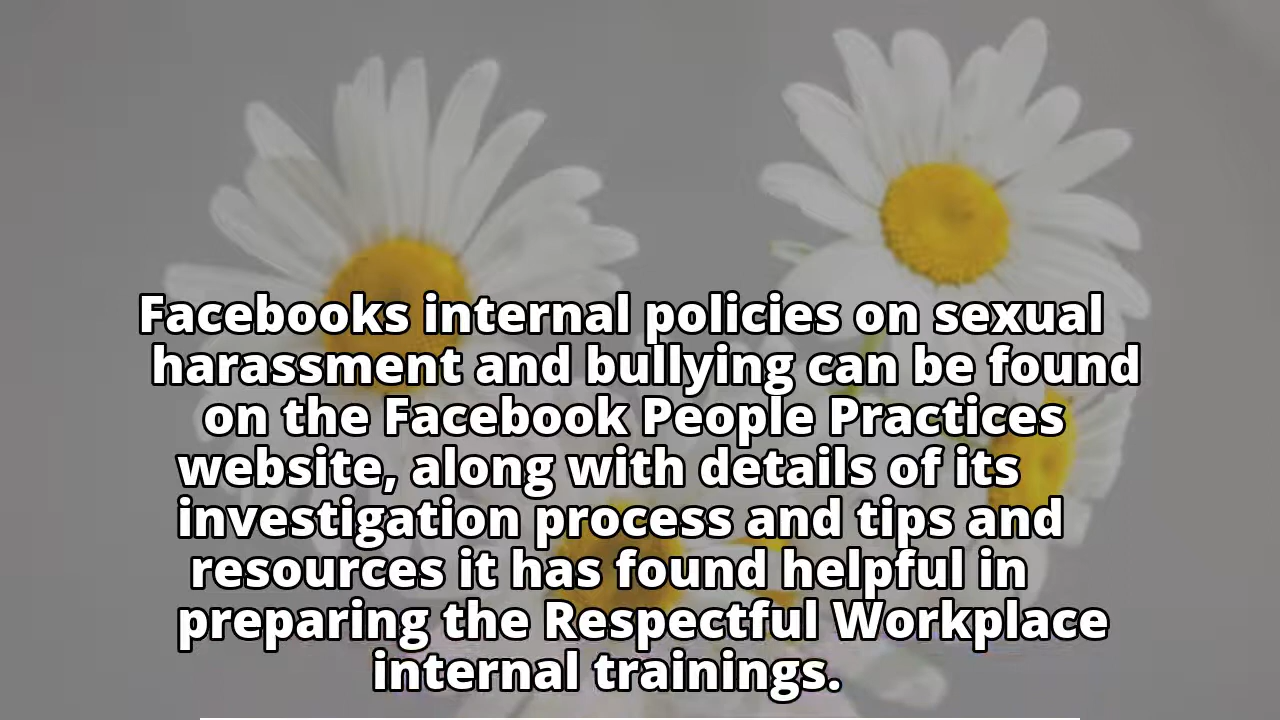 Facebooks internal policies on sexual
harassment and bullying can be found
on the Facebook People Practices
website, along with details of its
investigation process and tips and
resources it has found helpful in
preparing the Respectful Workplace
internal trainings.